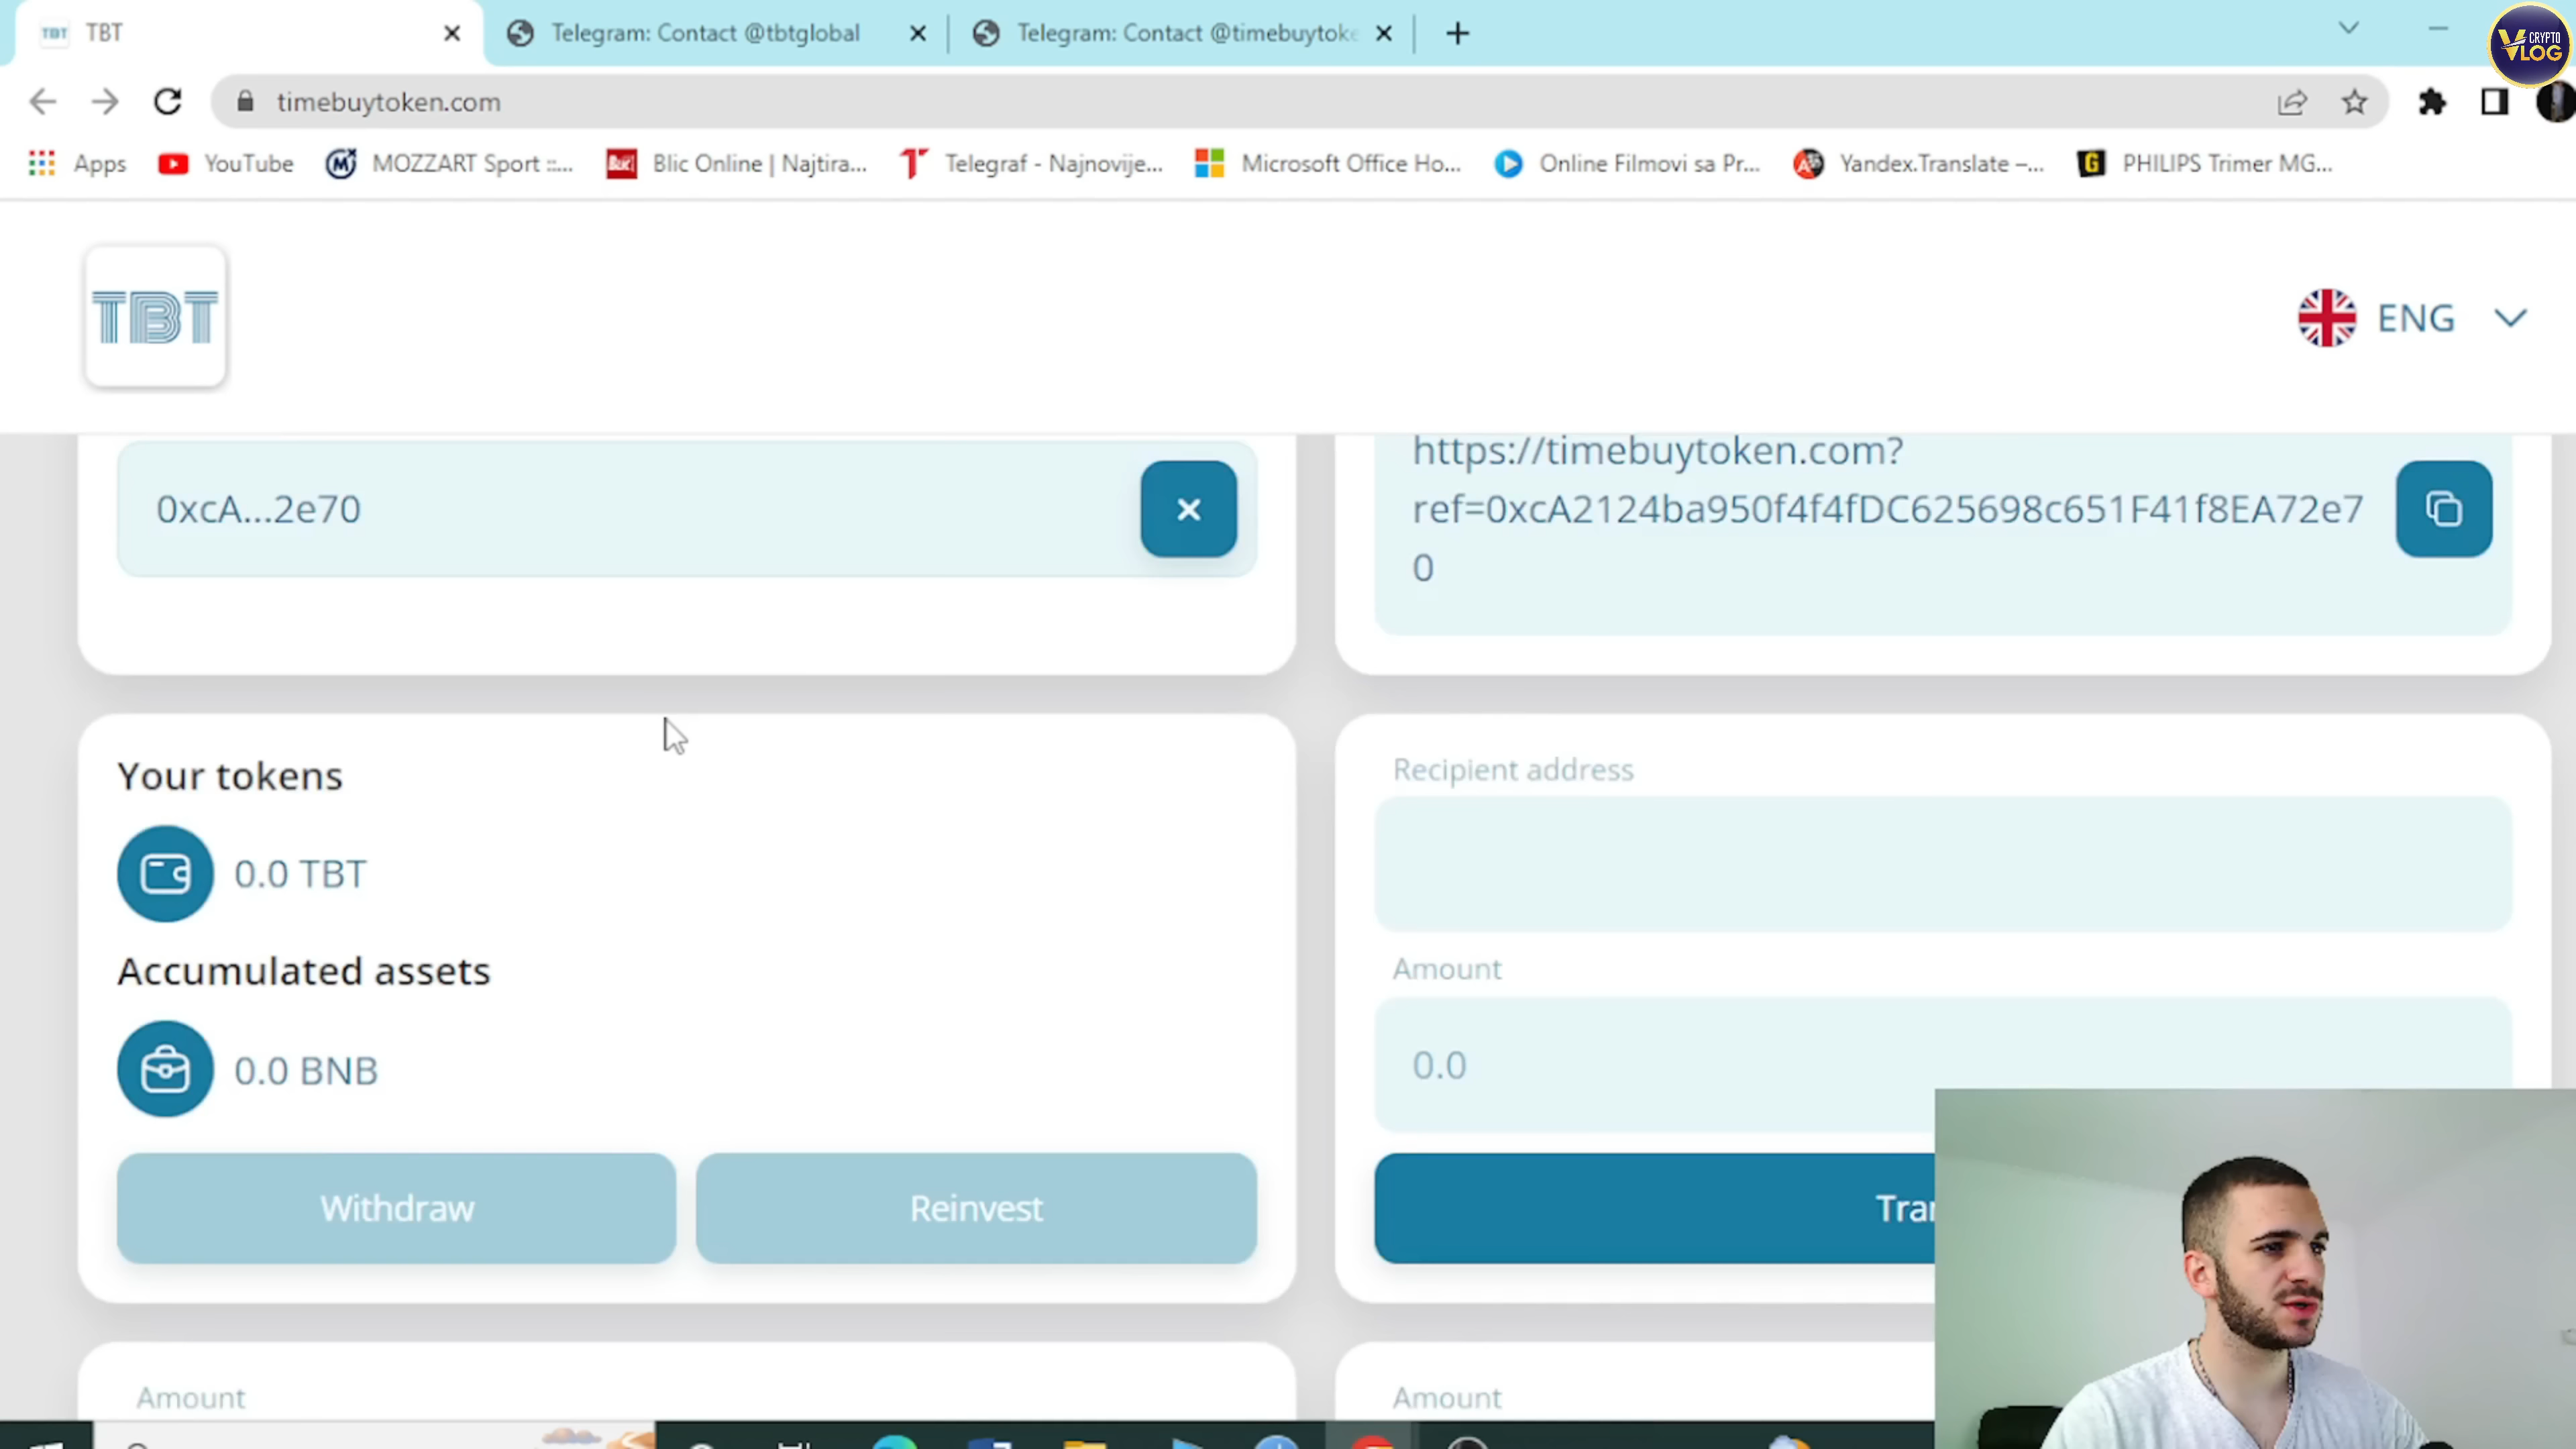 TBT TBT
Telegram: Contact @tbtglobal
Telegram: Contact @timebuytoke
CRYPTO
VLOG
timebuytoken.com
Apps
YouTube
MOZZART Sport ::...
Blic Online | Najtira...
Telegraf - Najnovije...
Microsoft Office Ho...
Online Filmovi sa Pr...
Yandex.Translate –...
PHILIPS Trimer MG...
TBT
ENG
0xcA...2e70
https://timebuytoken.com?
ref=0xcA2124ba950f4f4fDC625698c651F41f8EA72e7
0
Your tokens
0.0 TBT
Accumulated assets
0.0 BNB
Withdraw
Reinvest
Recipient address
Amount
0.0
Tran
Amount
Amount